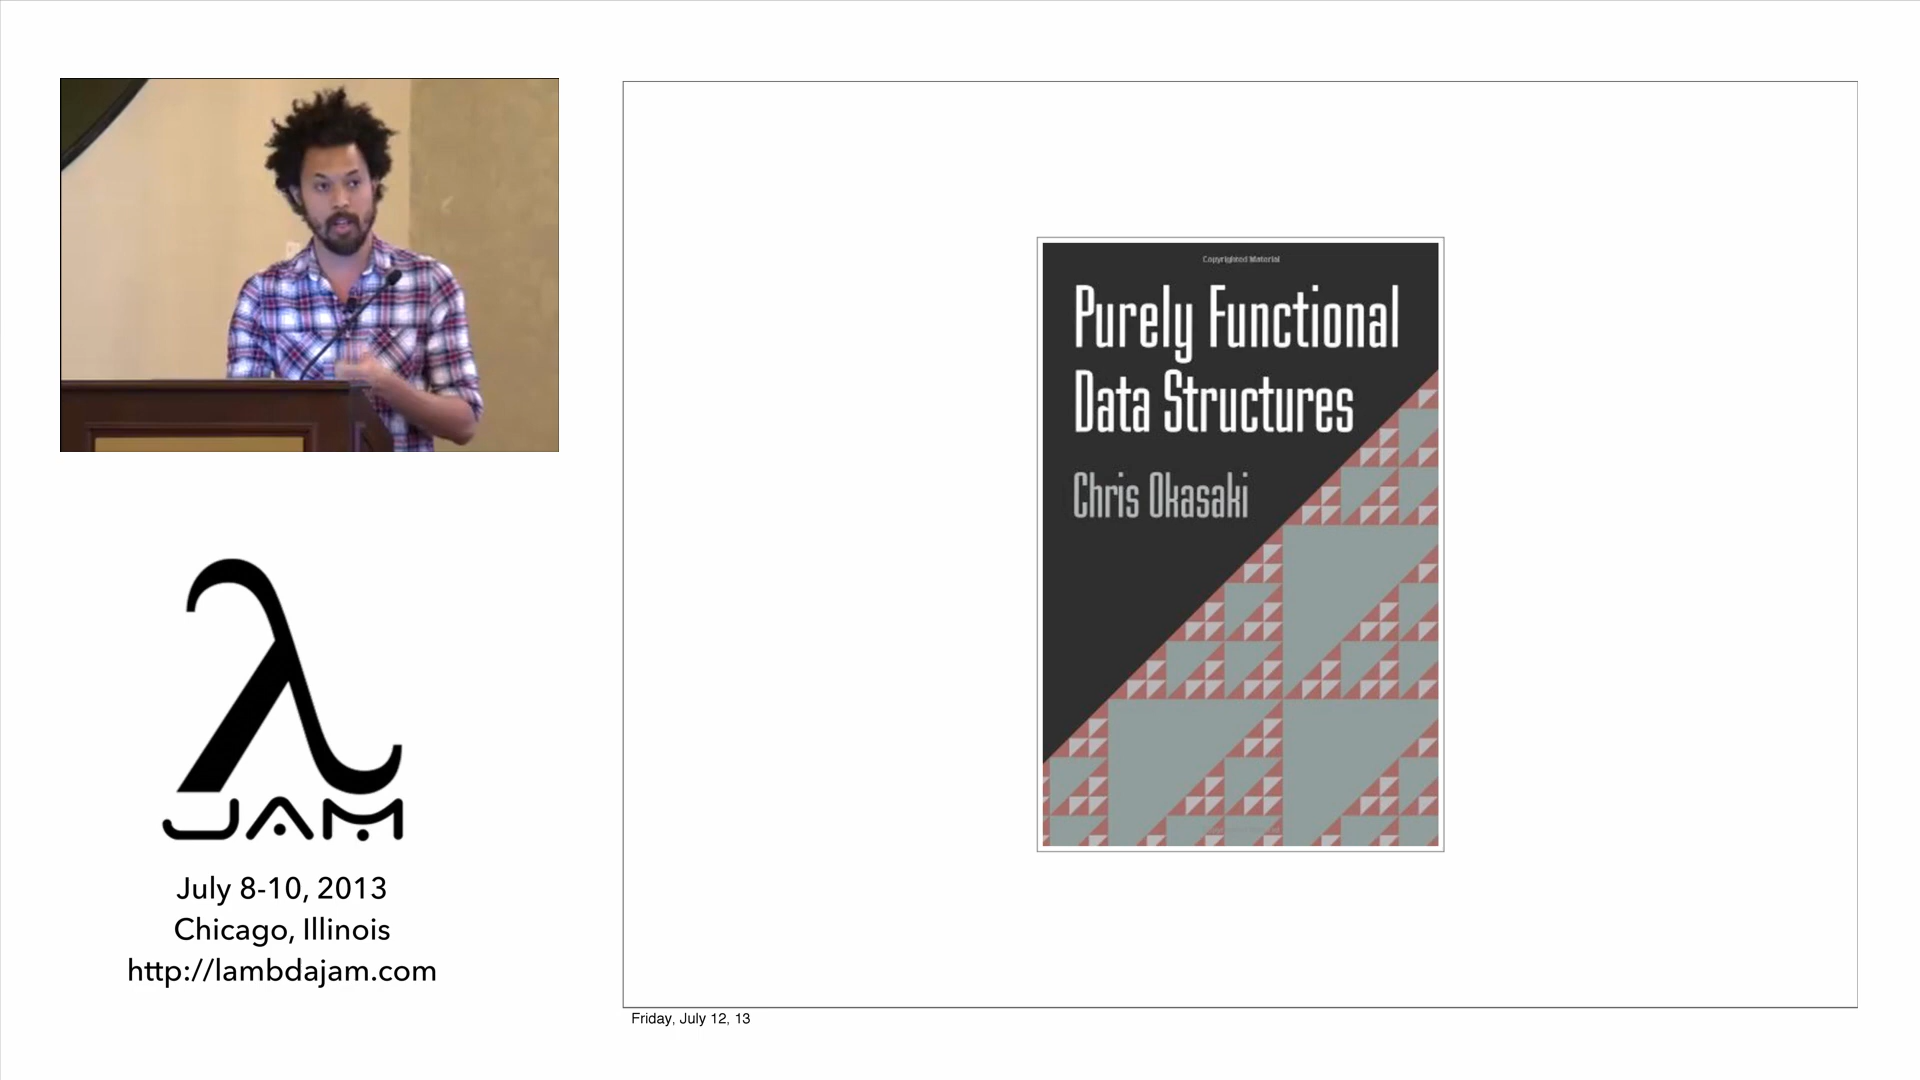 JAM
July 8-10, 2013
Chicago, Illinois
http://lambdajam.com
Copyrighted Material
Purely Functional
Data Structures
Chris Okasaki
Friday, July 12, 13